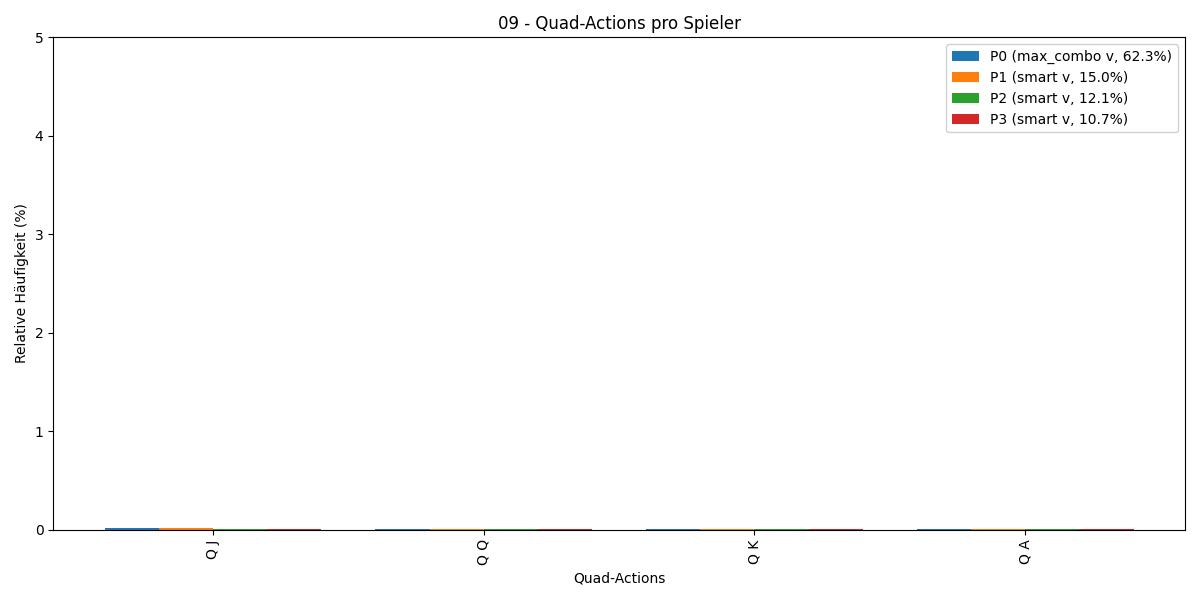 09 - Quad-Actions pro Spieler
P0 (max_combo v, 62.3%)
P1 (smart v, 15.0%)
P2 (smart v, 12.1%)
P3 (smart v, 10.7%)
Relative Häufigkeit (%)
5
4
3
2
1
0
Q J
Q Q
Q K
Q A
Quad-Actions